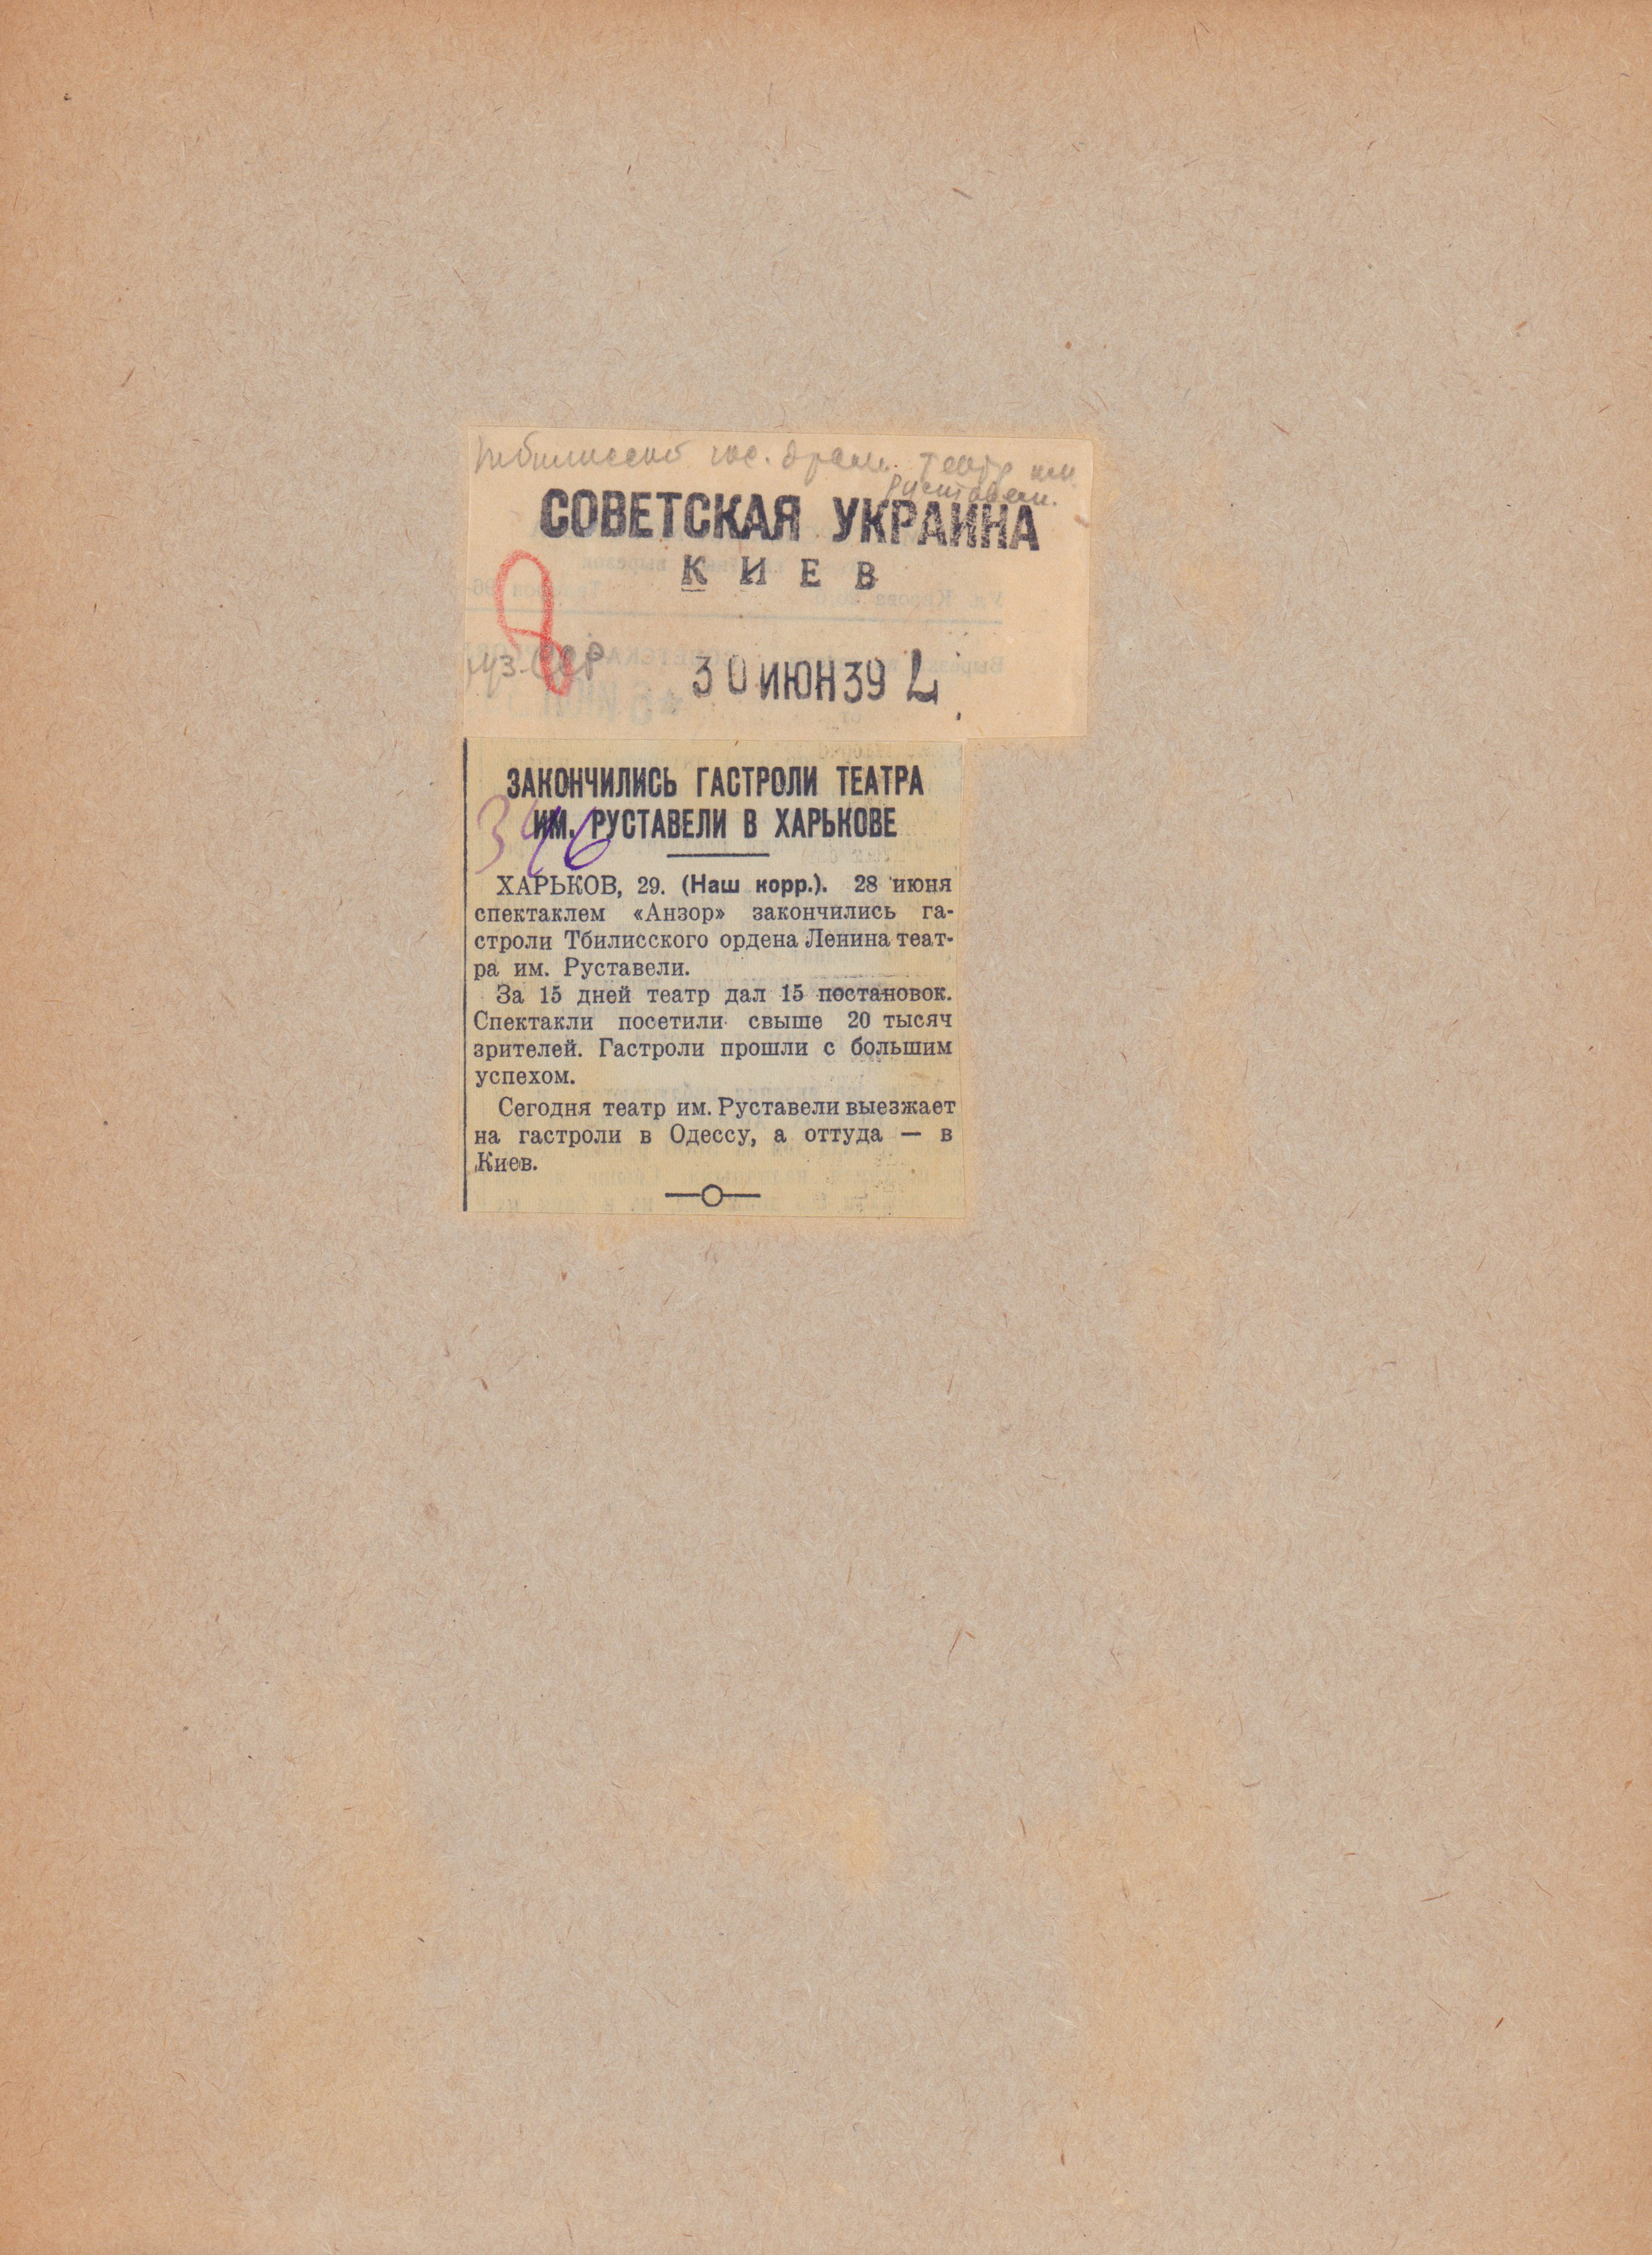 Тбилисский гос. драм. театр им.
Руставели.
СОВЕТСКАЯ УКРАИНА
КИЕВ
8
30 ИЮН 39
ЗАКОНЧИЛИСЬ ГАСТРОЛИ ТЕАТРА
ИМ. РУСТАВЕЛИ В ХАРЬКОВЕ
ХАРЬКОВ, 29. (Наш корр.). 28 июня
спектаклем «Анзор» закончились га-
строли Тбилисского ордена Ленина теат-
ра им. Руставели.
За 15 дней театр дал 15 постановок.
Спектакли посетили свыше 20 тысяч
зрителей. Гастроли прошли с большим
успехом.
Сегодня театр им. Руставели выезжает
на гастроли в Одессу, а оттуда — в
Киев.